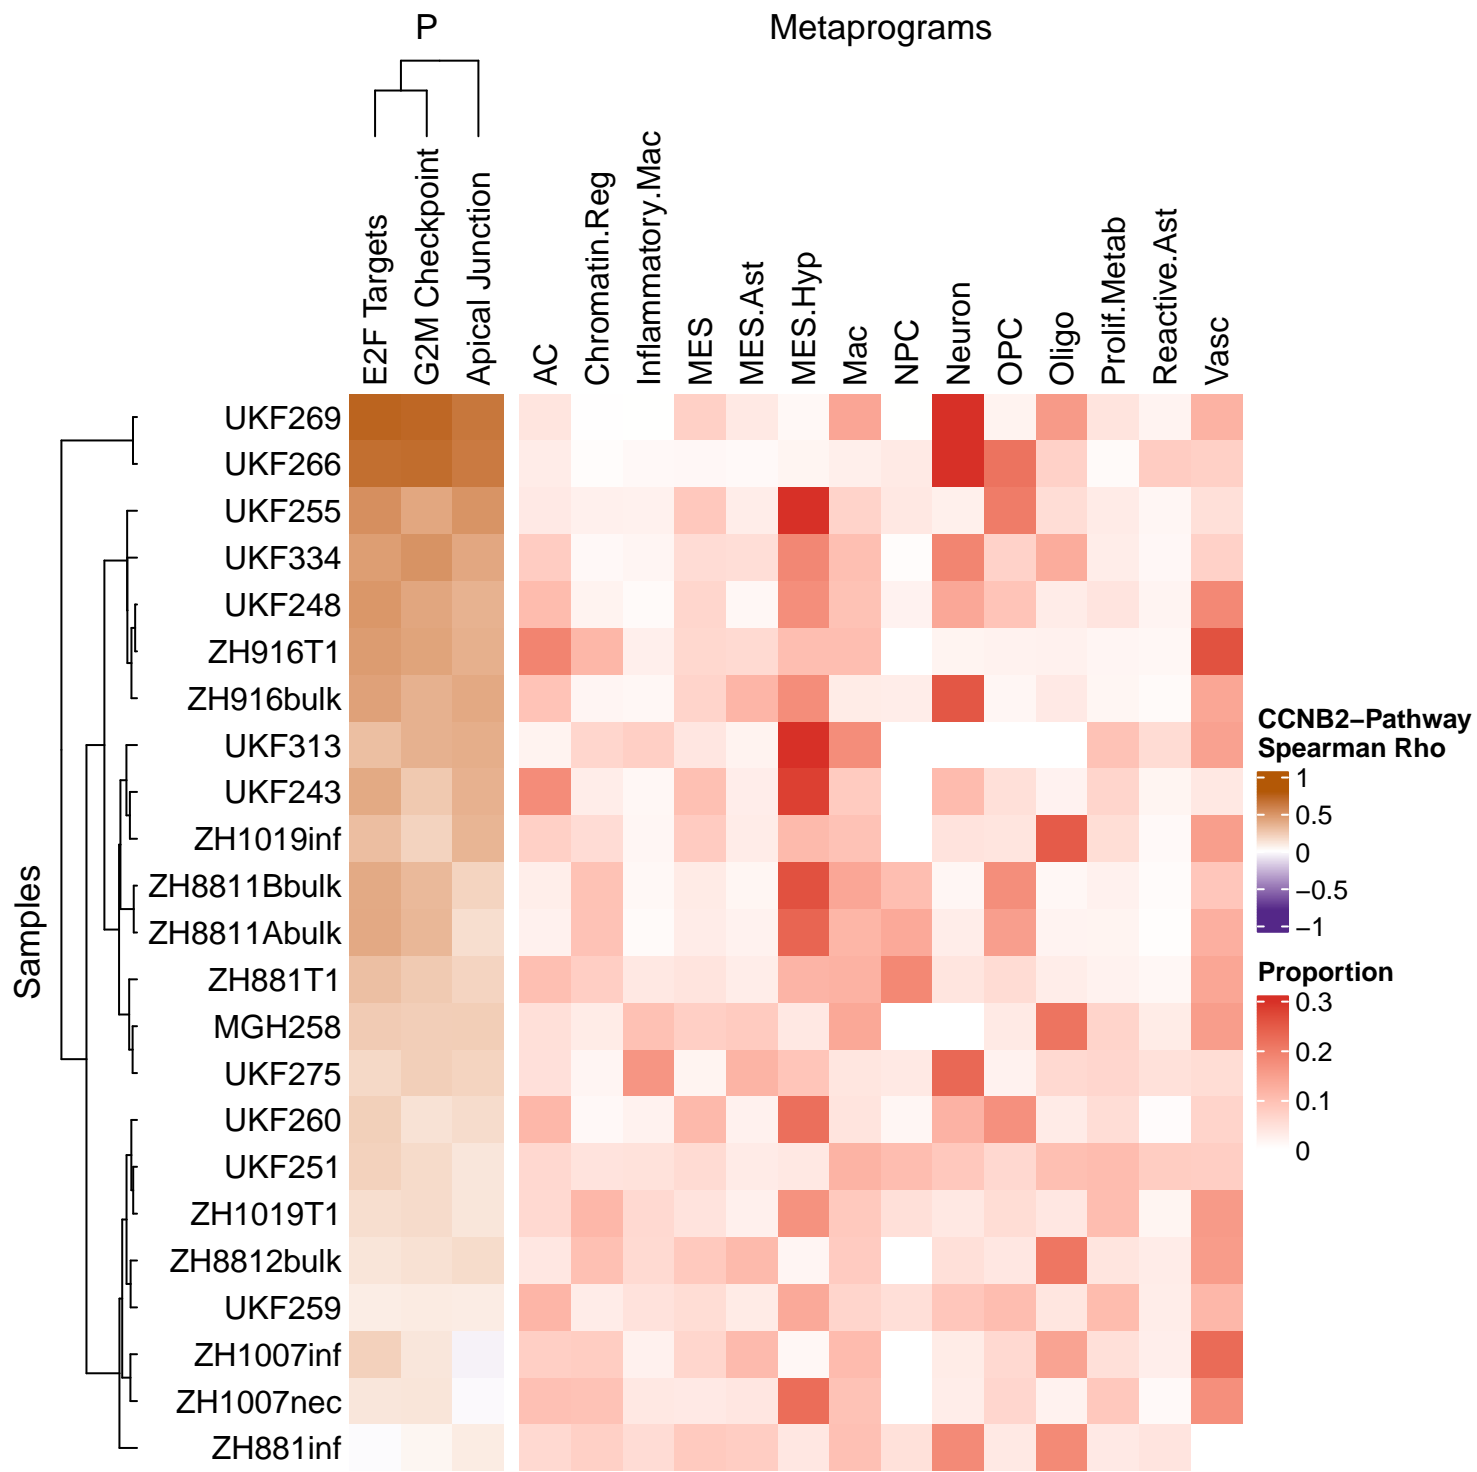 P
Metaprograms
E2F Targets
G2M Checkpoint
Apical Junction
AC
Chromatin.Reg
Inflammatory.Mac
MES
MES.Ast
MES.Hyp
Mac
NPC
Neuron
OPC
Oligo
Prolif.Metab
Reactive.Ast
Vasc
Samples
UKF269
UKF266
UKF255
UKF334
UKF248
ZH916T1
ZH916bulk
UKF313
UKF243
ZH1019inf
ZH8811Bbulk
ZH8811Abulk
ZH881T1
MGH258
UKF275
UKF260
UKF251
ZH1019T1
ZH8812bulk
UKF259
ZH1007inf
ZH1007nec
ZH881inf
CCNB2−Pathway
Spearman Rho
1
0.5
0
−0.5
−1
Proportion
0.3
0.2
0.1
0